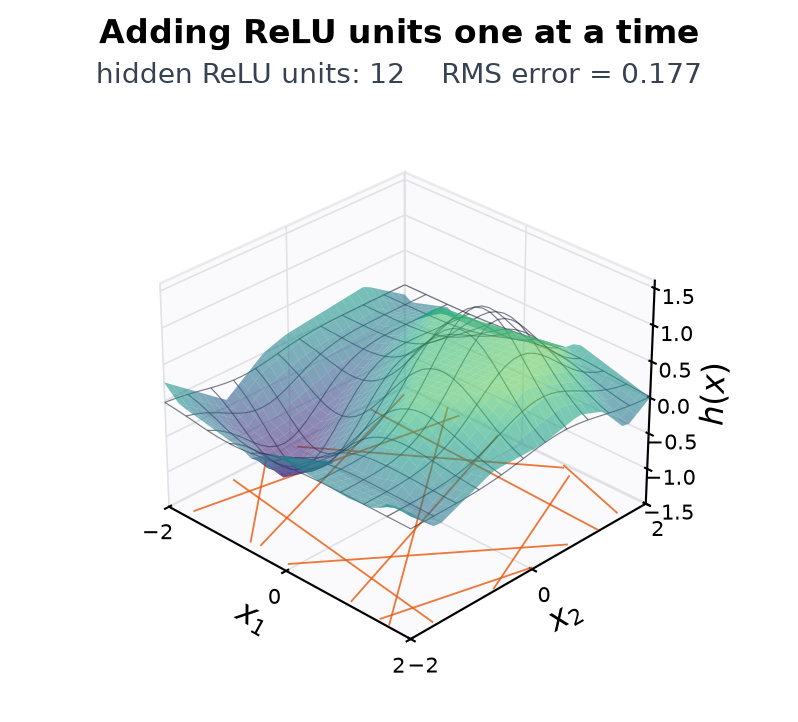 Adding ReLU units one at a time
hidden ReLU units: 12    RMS error = 0.177
1.5
1.0
0.5
0.0
−0.5
−1.0
−1.5
h(x)
−2
0
2
x₁
−2
0
2
x₂